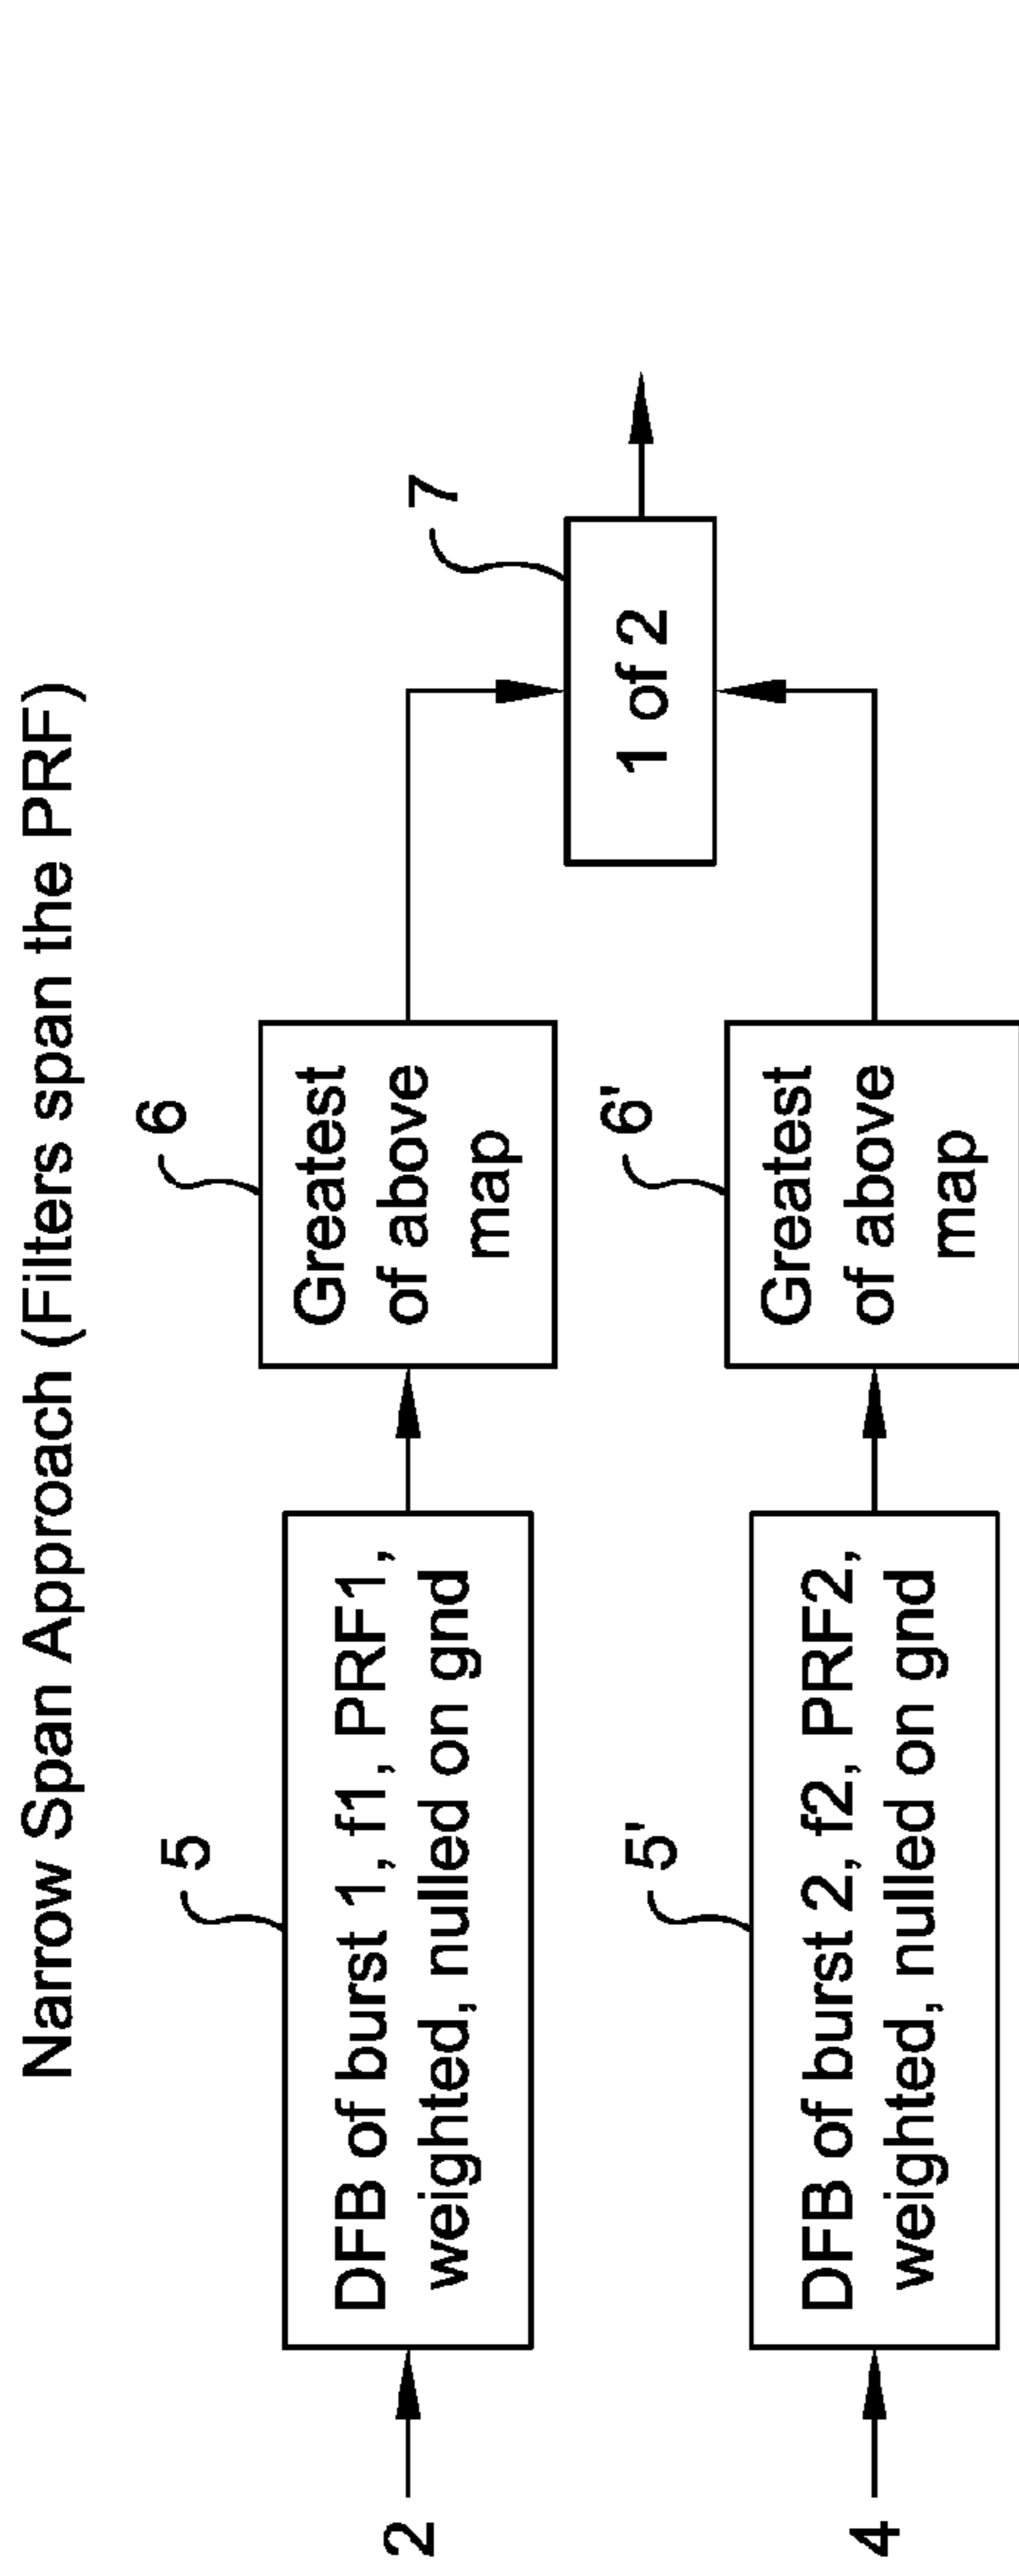 Narrow Span Approach (Filters span the PRF)
2
5
DFB of burst 1, f1, PRF1,
weighted, nulled on gnd
6
Greatest
of above
map
7
1 of 2
4
5'
DFB of burst 2, f2, PRF2,
weighted, nulled on gnd
6'
Greatest
of above
map